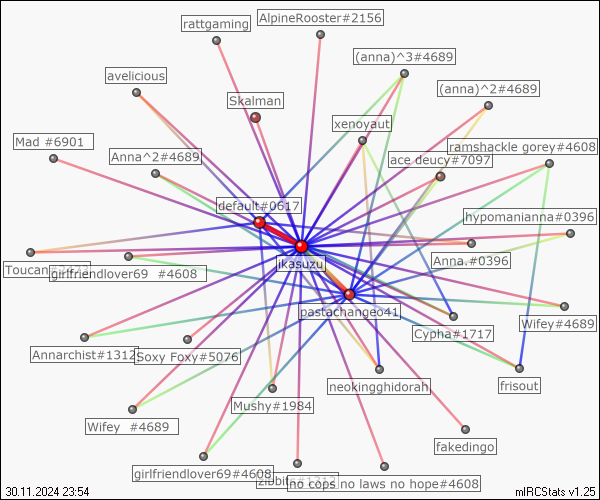 AlpineRooster#2156
rattgaming
(anna)^3#4689
avelicious
(anna)^2#4689
Skalman
xenoyaut
Mad #6901
Anna^2#4689
ramshackle gorey#4608
ace deucy#7097
default#0617
hypomanianna#0396
jkasuzu
Anna.#0396
Toucan
girlfriendlover69 #4608
pastachangeo41
Wifey#4689
Cypha#1717
Annarchist#1312
Soxy Foxy#5076
neokingghidorah
frisout
Mushy#1984
Wifey #4689
fakedingo
girlfriendlover69#4608
no cops no laws no hope#4608
30.11.2024 23:54
mIRCStats v1.25